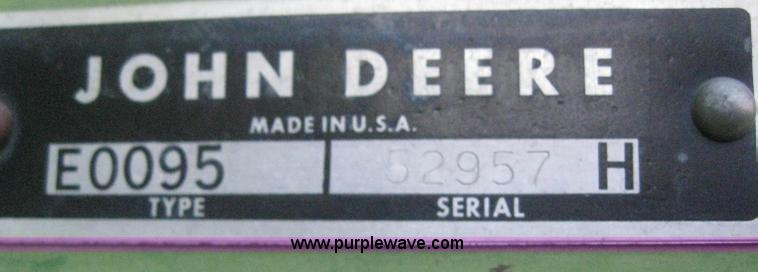 JOHN DEERE
MADE IN U.S.A.
E0095 52957 H
TYPE SERIAL
www.purplewave.com